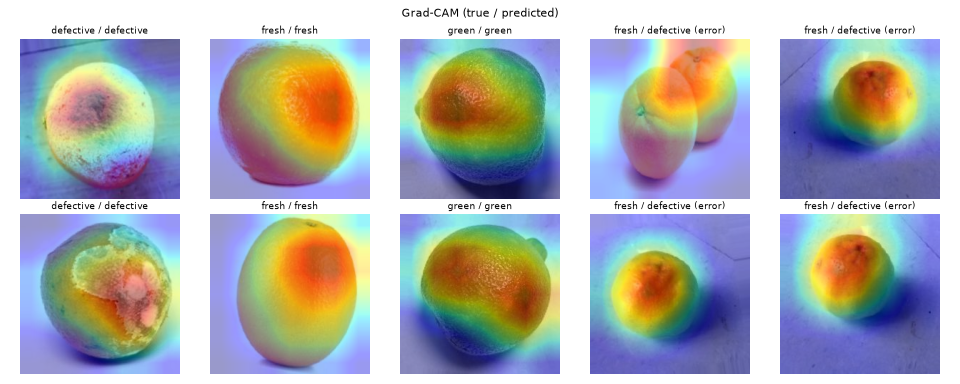 Grad-CAM (true / predicted)
defective / defective
fresh / fresh
green / green
fresh / defective (error)
fresh / defective (error)
defective / defective
fresh / fresh
green / green
fresh / defective (error)
fresh / defective (error)